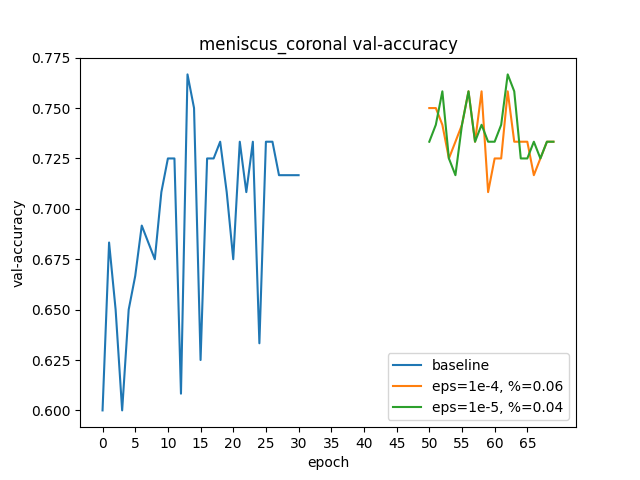 meniscus_coronal val-accuracy
0.775
0.750
0.725
0.700
0.675
0.650
0.625
0.600
val-accuracy
baseline
eps=1e-4, %=0.06
eps=1e-5, %=0.04
0 5 10 15 20 25 30 35 40 45 50 55 60 65
epoch